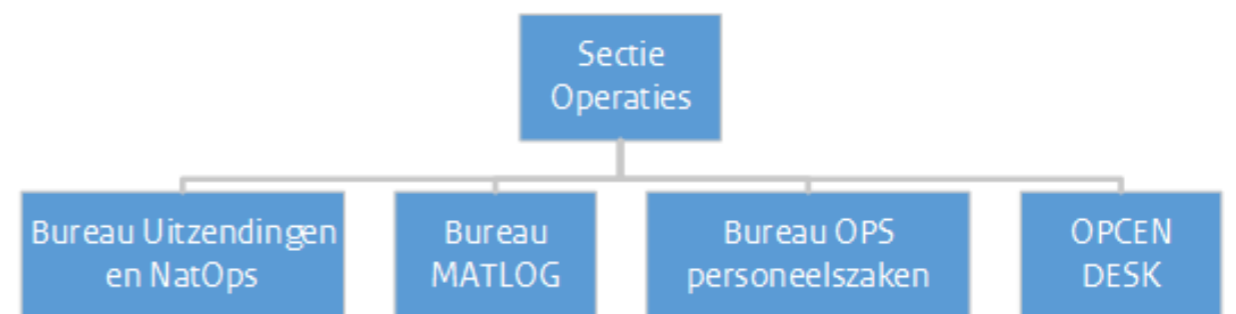 Sectie
Operaties
Bureau Uitzendingen
en NatOps
Bureau
MATLOG
Bureau OPS
personeelszaken
OPCEN
DESK